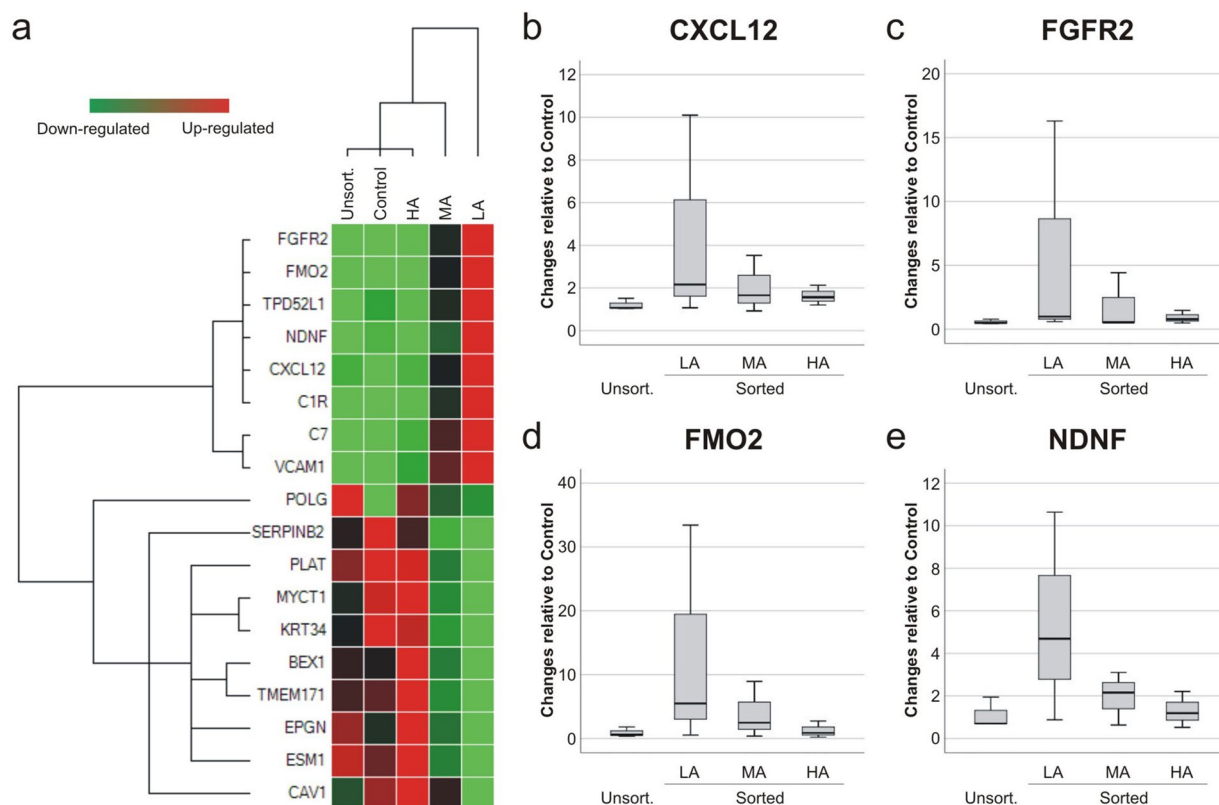 a
Down-regulated Up-regulated
Unsort.
Control
HA
MA
LA
FGFR2
FMO2
TPD52L1
NDNF
CXCL12
C1R
C7
VCAM1
POLG
SERPINB2
PLAT
MYCT1
KRT34
BEX1
TMEM171
EPGN
ESM1
CAV1
b CXCL12
Changes relative to Control
12
10
8
6
4
2
0
LA MA HA
Unsort. Sorted
c FGFR2
Changes relative to Control
20
15
10
5
0
LA MA HA
Unsort. Sorted
d FMO2
Changes relative to Control
40
30
20
10
0
LA MA HA
Unsort. Sorted
e NDNF
Changes relative to Control
12
10
8
6
4
2
0
LA MA HA
Unsort. Sorted